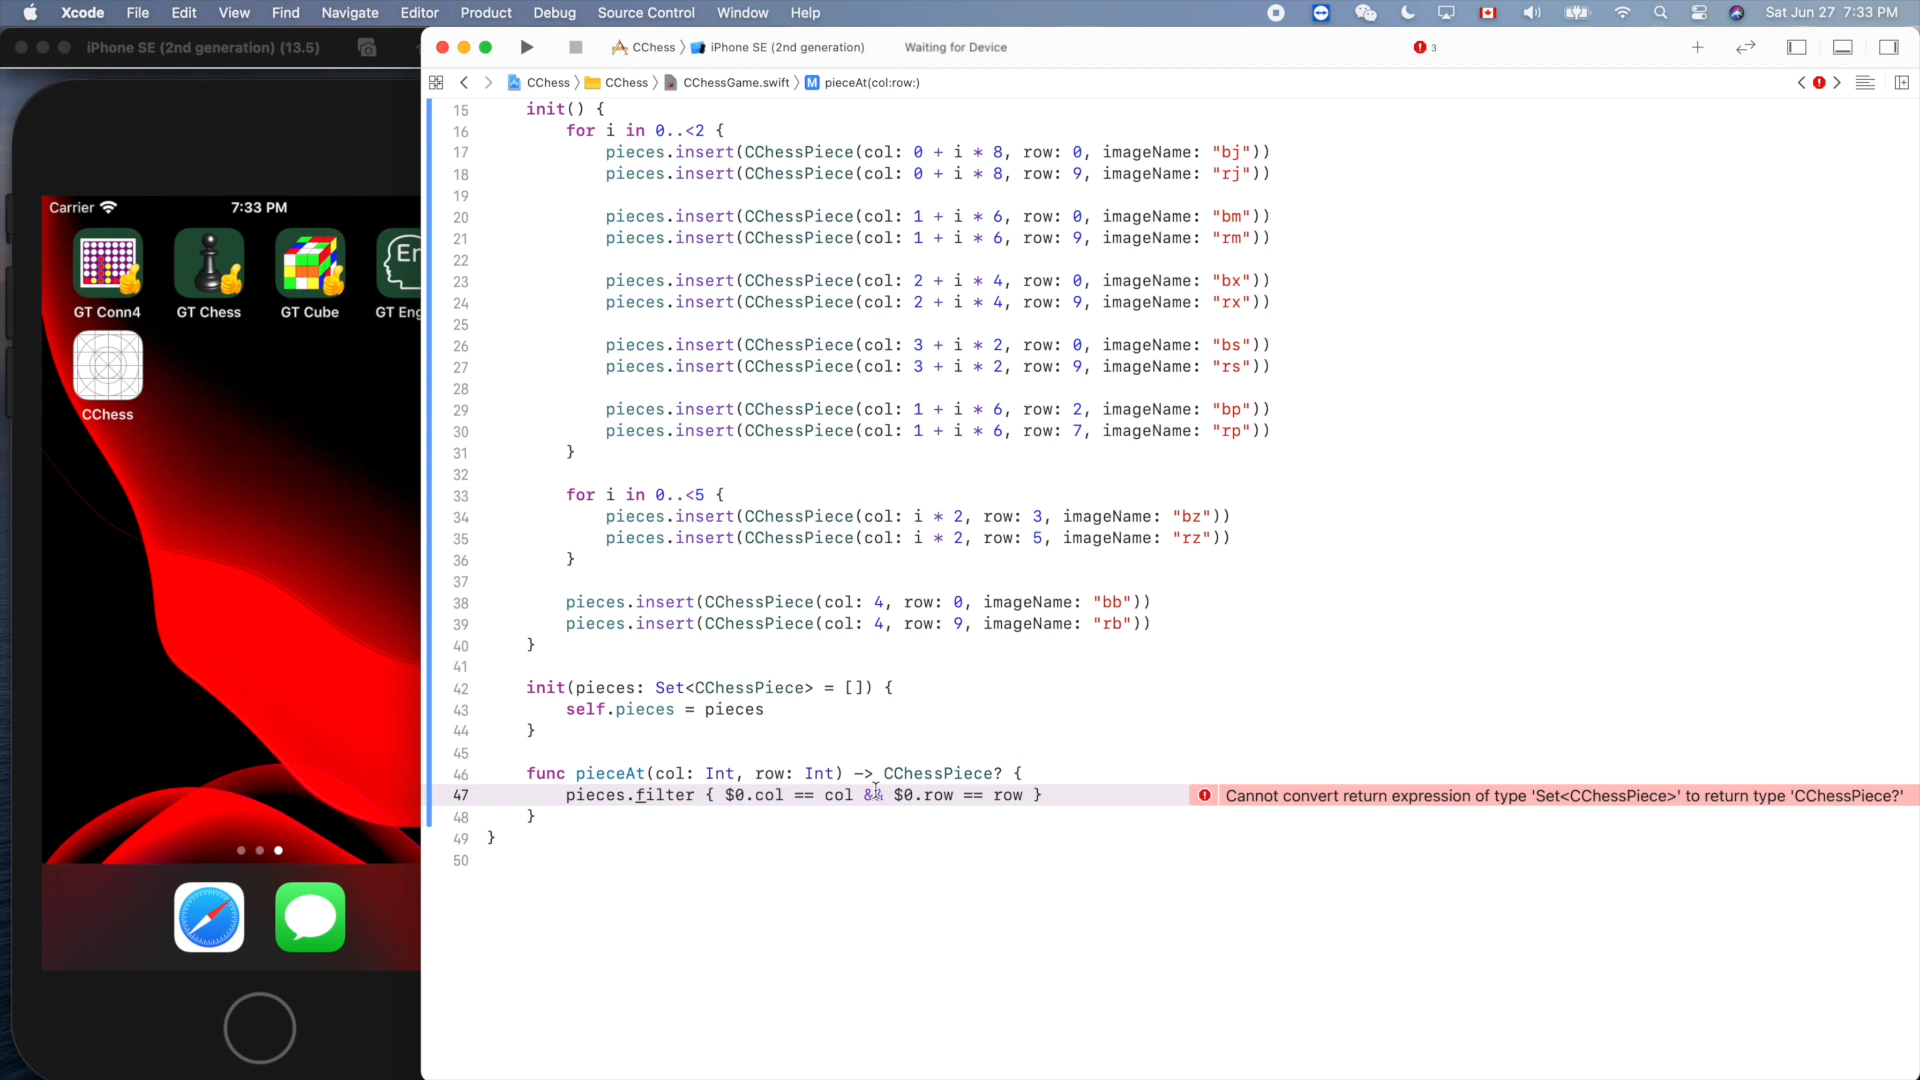 Xcode File Edit View Find Navigate Editor Product Debug Source Control Window Help Sat Jun 27 7:33 PM
iPhone SE (2nd generation) (13.5)
CChess iPhone SE (2nd generation) Waiting for Device 3
CChess CChess CChessGame.swift M pieceAt(col:row:)
15 init() {
16 for i in 0..<2 {
17 pieces.insert(CChessPiece(col: 0 + i * 8, row: 0, imageName: "bj"))
18 pieces.insert(CChessPiece(col: 0 + i * 8, row: 9, imageName: "rj"))
19
20 pieces.insert(CChessPiece(col: 1 + i * 6, row: 0, imageName: "bm"))
21 pieces.insert(CChessPiece(col: 1 + i * 6, row: 9, imageName: "rm"))
22
23 pieces.insert(CChessPiece(col: 2 + i * 4, row: 0, imageName: "bx"))
24 pieces.insert(CChessPiece(col: 2 + i * 4, row: 9, imageName: "rx"))
25
26 pieces.insert(CChessPiece(col: 3 + i * 2, row: 0, imageName: "bs"))
27 pieces.insert(CChessPiece(col: 3 + i * 2, row: 9, imageName: "rs"))
28
29 pieces.insert(CChessPiece(col: 1 + i * 6, row: 2, imageName: "bp"))
30 pieces.insert(CChessPiece(col: 1 + i * 6, row: 7, imageName: "rp"))
31 }
32
33 for i in 0..<5 {
34 pieces.insert(CChessPiece(col: i * 2, row: 3, imageName: "bz"))
35 pieces.insert(CChessPiece(col: i * 2, row: 5, imageName: "rz"))
36 }
37
38 pieces.insert(CChessPiece(col: 4, row: 0, imageName: "bb"))
39 pieces.insert(CChessPiece(col: 4, row: 9, imageName: "rb"))
40 }
41
42 init(pieces: Set<CChessPiece> = []) {
43 self.pieces = pieces
44 }
45
46 func pieceAt(col: Int, row: Int) -> CChessPiece? {
47 pieces.filter { $0.col == col && $0.row == row } Cannot convert return expression of type 'Set<CChessPiece>' to return type 'CChessPiece?'
48 }
49 }
50
Carrier 7:33 PM
En
GT Conn4 GT Chess GT Cube GT Eng
CChess